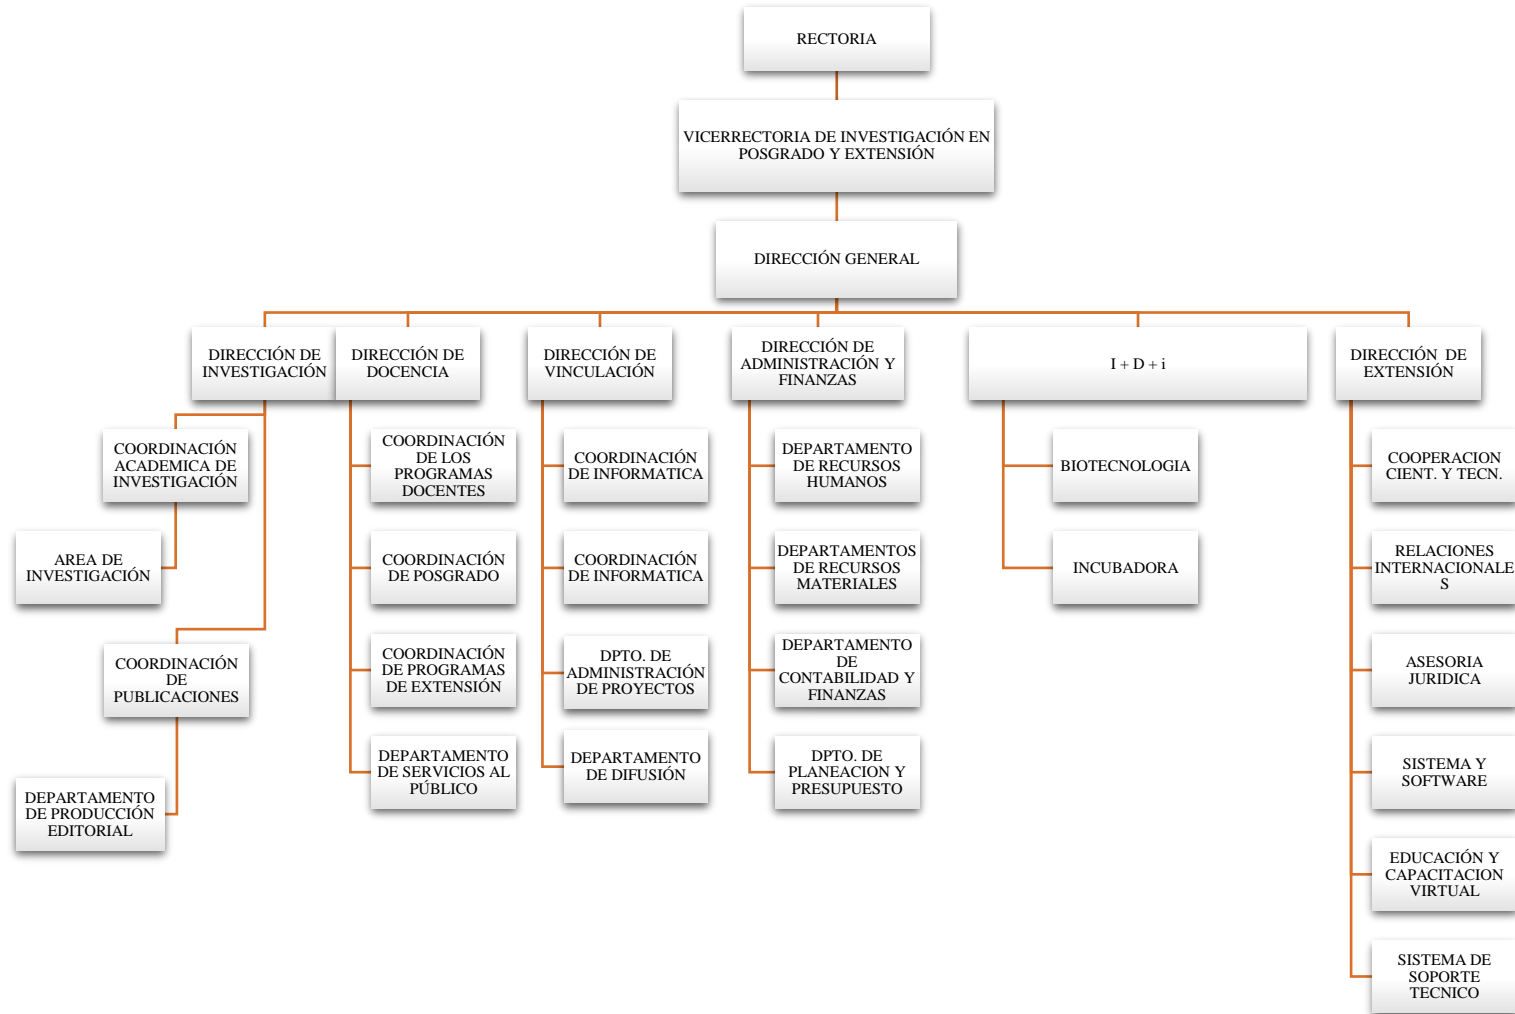 RECTORIA
VICERRECTORIA DE INVESTIGACIÓN EN
POSGRADO Y EXTENSIÓN
DIRECCIÓN GENERAL
DIRECCIÓN DE
INVESTIGACIÓN
COORDINACIÓN
ACADEMICA DE
INVESTIGACIÓN
AREA DE
INVESTIGACIÓN
COORDINACIÓN
DE
PUBLICACIONES
DEPARTAMENTO
DE PRODUCCIÓN
EDITORIAL
DIRECCIÓN DE
DOCENCIA
COORDINACIÓN
DE LOS
PROGRAMAS
DOCENTES
COORDINACIÓN
DE POSGRADO
COORDINACIÓN
DE PROGRAMAS
DE EXTENSIÓN
DEPARTAMENTO
DE SERVICIOS AL
PÚBLICO
DIRECCIÓN DE
VINCULACIÓN
COORDINACIÓN
DE INFORMATICA
COORDINACIÓN
DE INFORMATICA
DPTO. DE
ADMINISTRACIÓN
DE PROYECTOS
DEPARTAMENTO
DE DIFUSIÓN
DIRECCIÓN DE
ADMINISTRACIÓN Y
FINANZAS
DEPARTAMENTO
DE RECURSOS
HUMANOS
DEPARTAMENTOS
DE RECURSOS
MATERIALES
DEPARTAMENTO
DE
CONTABILIDAD Y
FINANZAS
DPTO. DE
PLANEACION Y
PRESUPUESTO
I + D + i
BIOTECNOLOGIA
INCUBADORA
DIRECCIÓN DE
EXTENSIÓN
COOPERACION
CIENT. Y TECN.
RELACIONES
INTERNACIONALE
S
ASESORIA
JURIDICA
SISTEMA Y
SOFTWARE
EDUCACIÓN Y
CAPACITACION
VIRTUAL
SISTEMA DE
SOPORTE
TECNICO